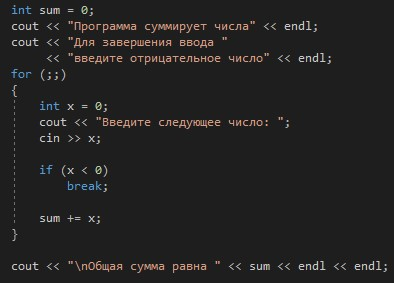 int sum = 0;
cout << "Программа суммирует числа" << endl;
cout << "Для завершения ввода "
     << "введите отрицательное число" << endl;
for (;;)
{
    int x = 0;
    cout << "Введите следующее число: ";
    cin >> x;

    if (x < 0)
        break;

    sum += x;
}

cout << "\nОбщая сумма равна " << sum << endl << endl;